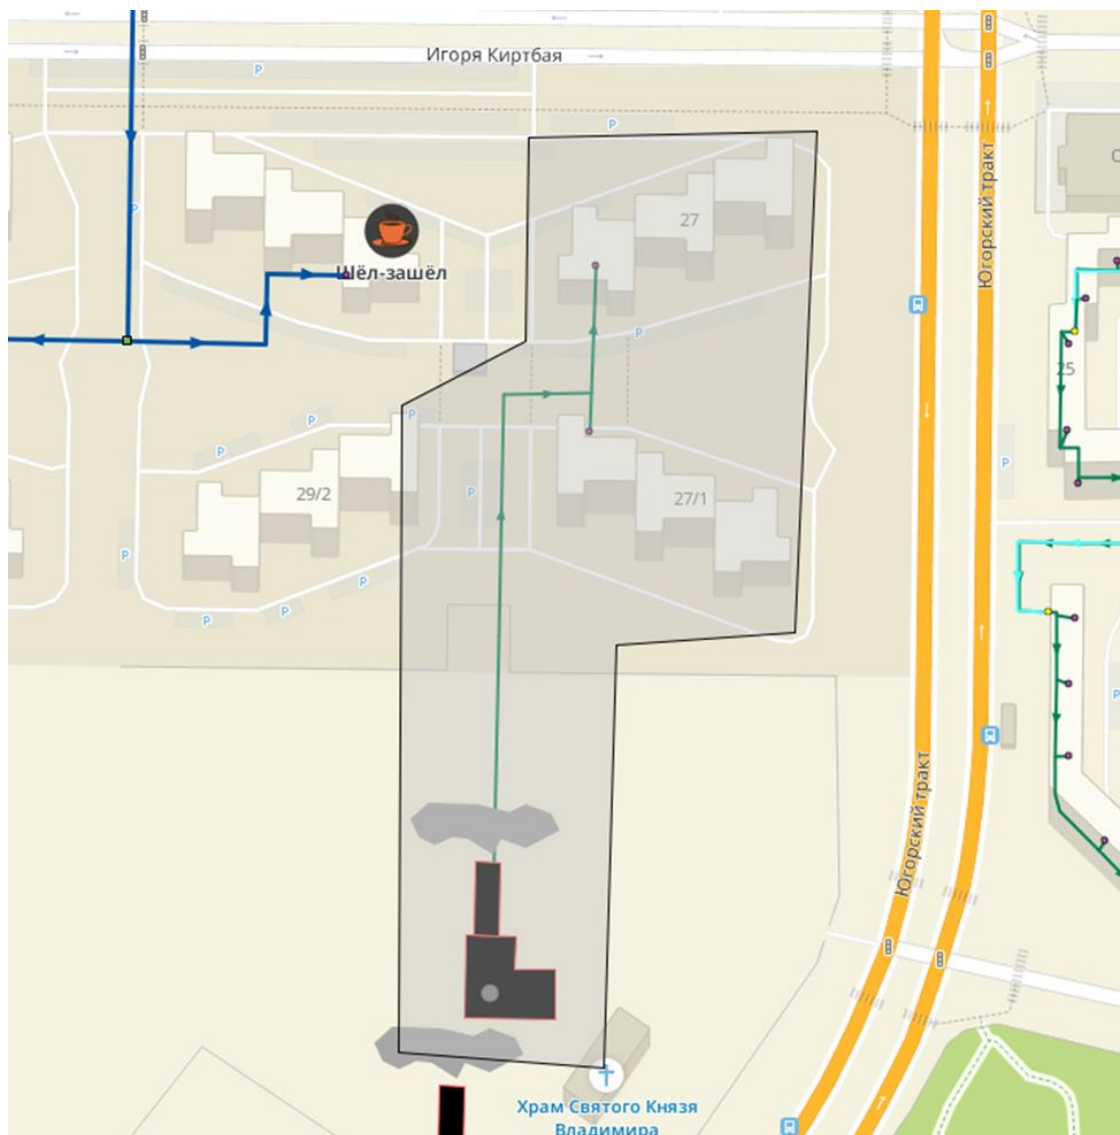 Игоря Киртбая
P
P
27
Югорский тракт
С
P
Шёл-зашёл
P
25
P
P
P
29/2
P
27/1
P
P
P
P
P
P
Югорский тракт
Храм Святого Князя
Владимира